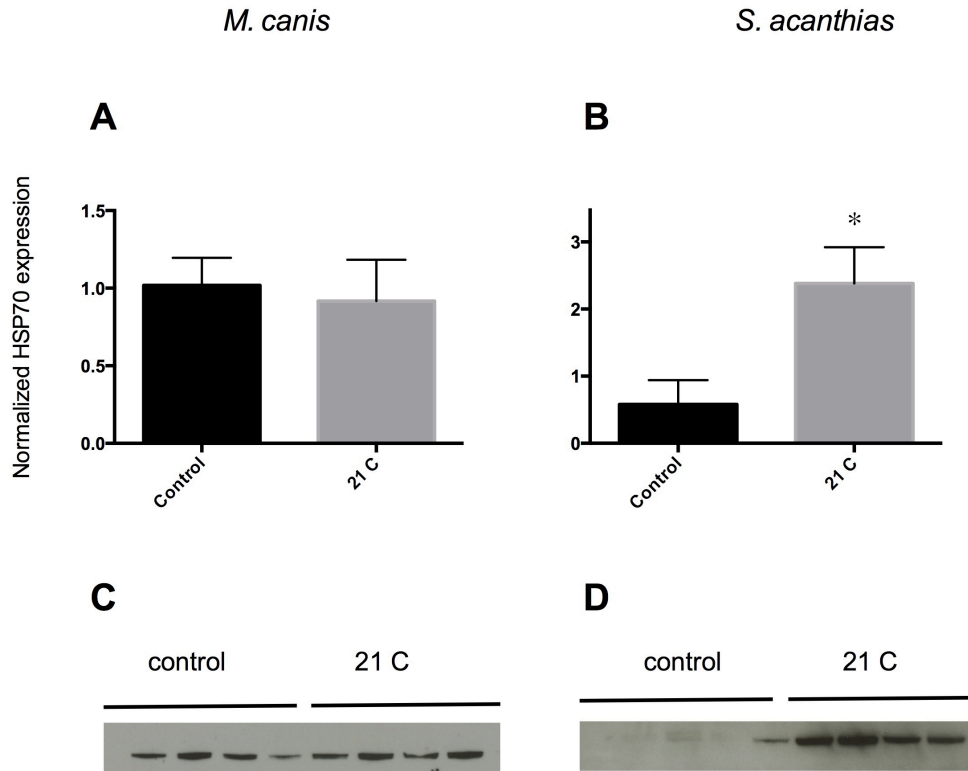 M. canis
S. acanthias
A
B
Normalized HSP70 expression
1.5
1.0
0.5
0.0
Control
21 C
*
3
2
1
0
Control
21 C
C
D
control
21 C
control
21 C